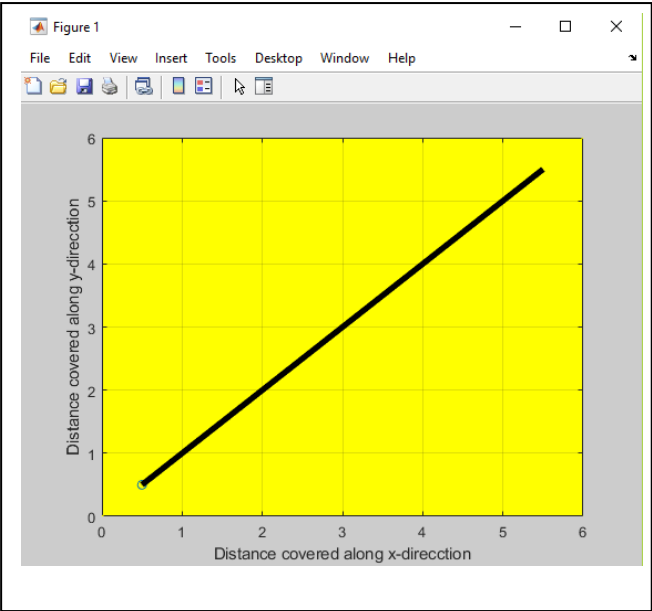 Figure 1
File Edit View Insert Tools Desktop Window Help
6
5
4
3
2
1
0
Distance covered along y-direcction
0 1 2 3 4 5 6
Distance covered along x-direcction